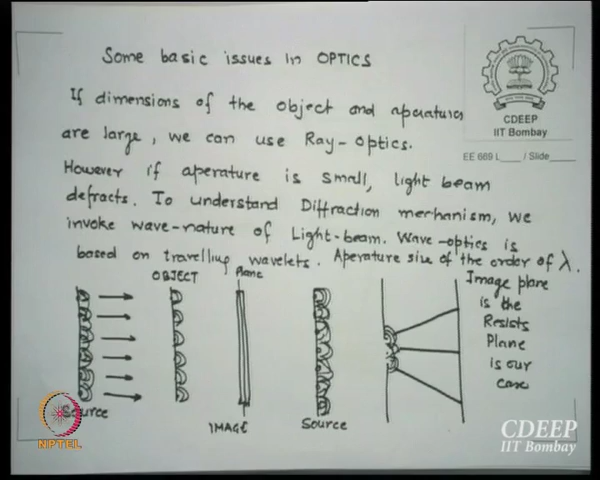 Some basic issues in OPTICS
If dimensions of the object and aperatures
are large, we can use Ray-optics.
However if aperature is small, light beam
defracts. To understand Diffraction mechanism, we
invoke wave-nature of Light-beam. Wave-optics is
based on travelling wavelets. Aperature size of the order of λ.
OBJECT
Plane
Image plane
is the
Resists
Plane
is our
case
Source
IMAGE
Source
CDEEP
IIT Bombay
EE 669 L____ / Slide_____
NPTEL
CDEEP
IIT Bombay